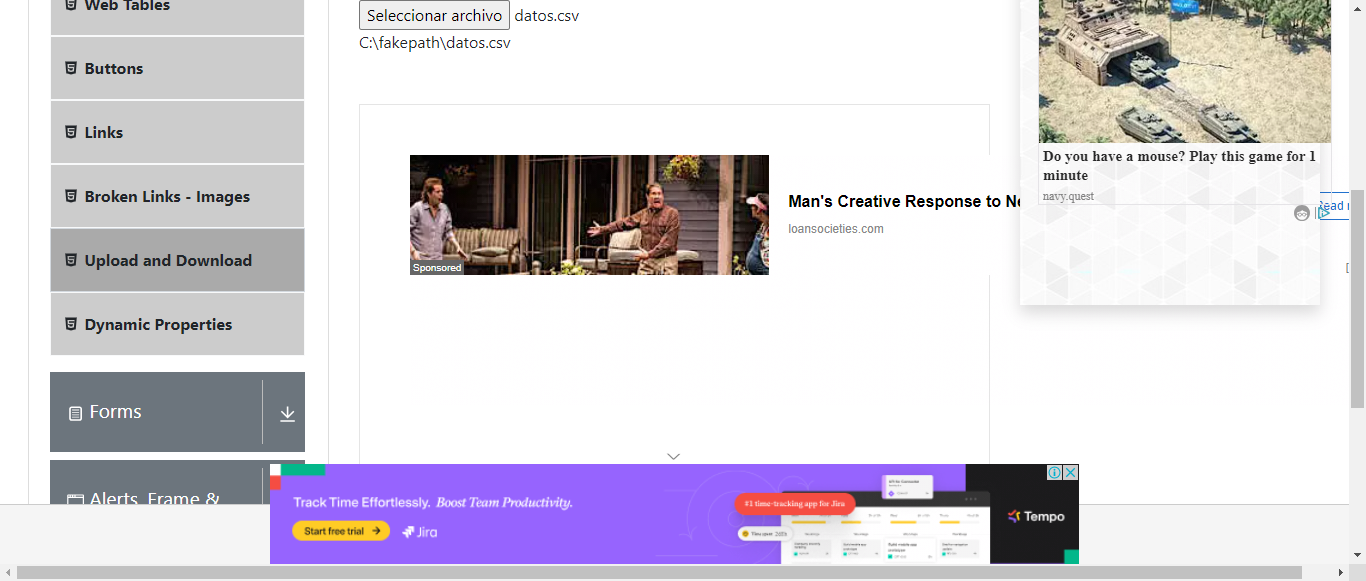 Web Tables
Buttons
Links
Broken Links - Images
Upload and Download
Dynamic Properties
Forms
Alerts, Frame &
Seleccionar archivo datos.csv
C:\fakepath\datos.csv
Sponsored
Man's Creative Response to Ne
loansocieties.com
Do you have a mouse? Play this game for 1
minute
navy.quest
Read
Track Time Effortlessly. Boost Team Productivity.
Start free trial
Jira
#1 time-tracking app for Jira
Tempo